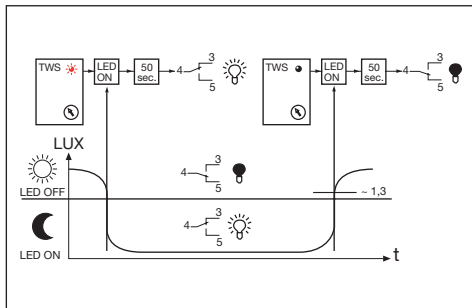 TWS LED ON 50 sec. 4 3 5
TWS LED ON 50 sec. 4 3 5
LUX
4 3 5
LED OFF
~ 1,3
4 3 5
LED ON
t